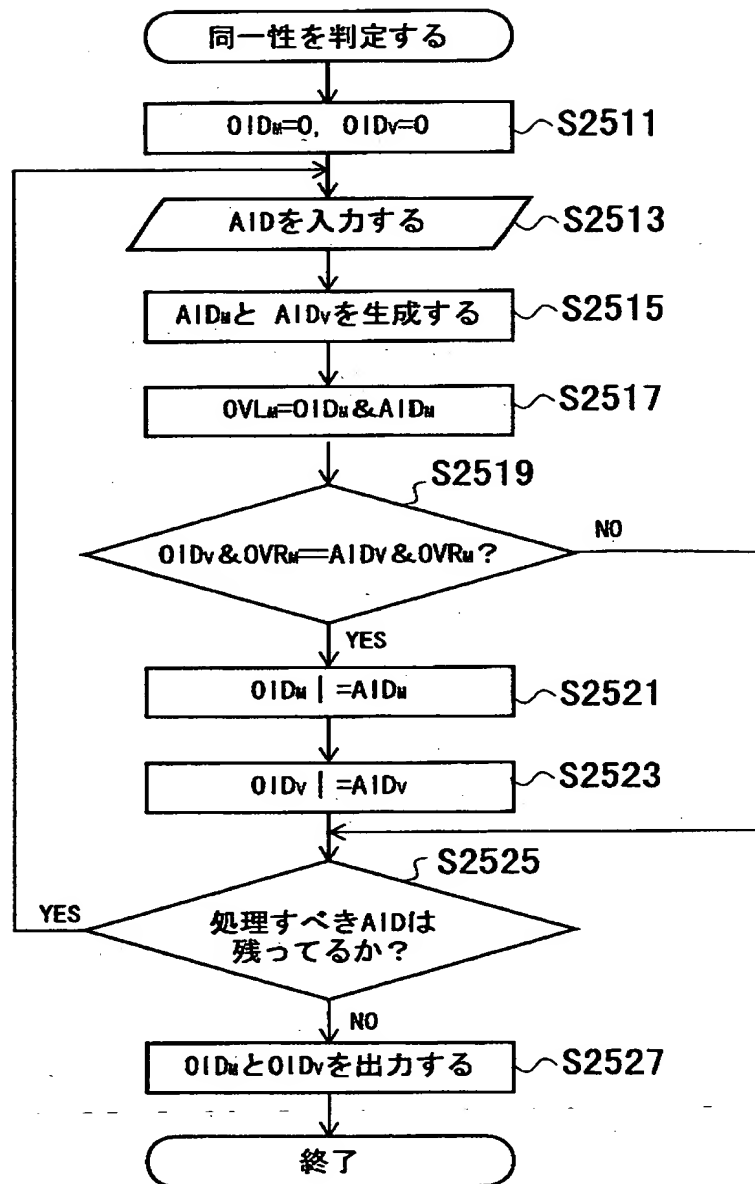 同一性を判定する
OIDM=0, OIDV=0
S2511
AIDを入力する
S2513
AIDMと AIDVを生成する
S2515
OVLM=OIDM&AIDM
S2517
S2519
OIDV&OVRM==AIDV&OVRM?
NO
YES
OIDM|=AIDM
S2521
OIDV|=AIDV
S2523
S2525
YES
処理すべきAIDは
残ってるか?
NO
OIDMとOIDVを出力する
S2527
終了